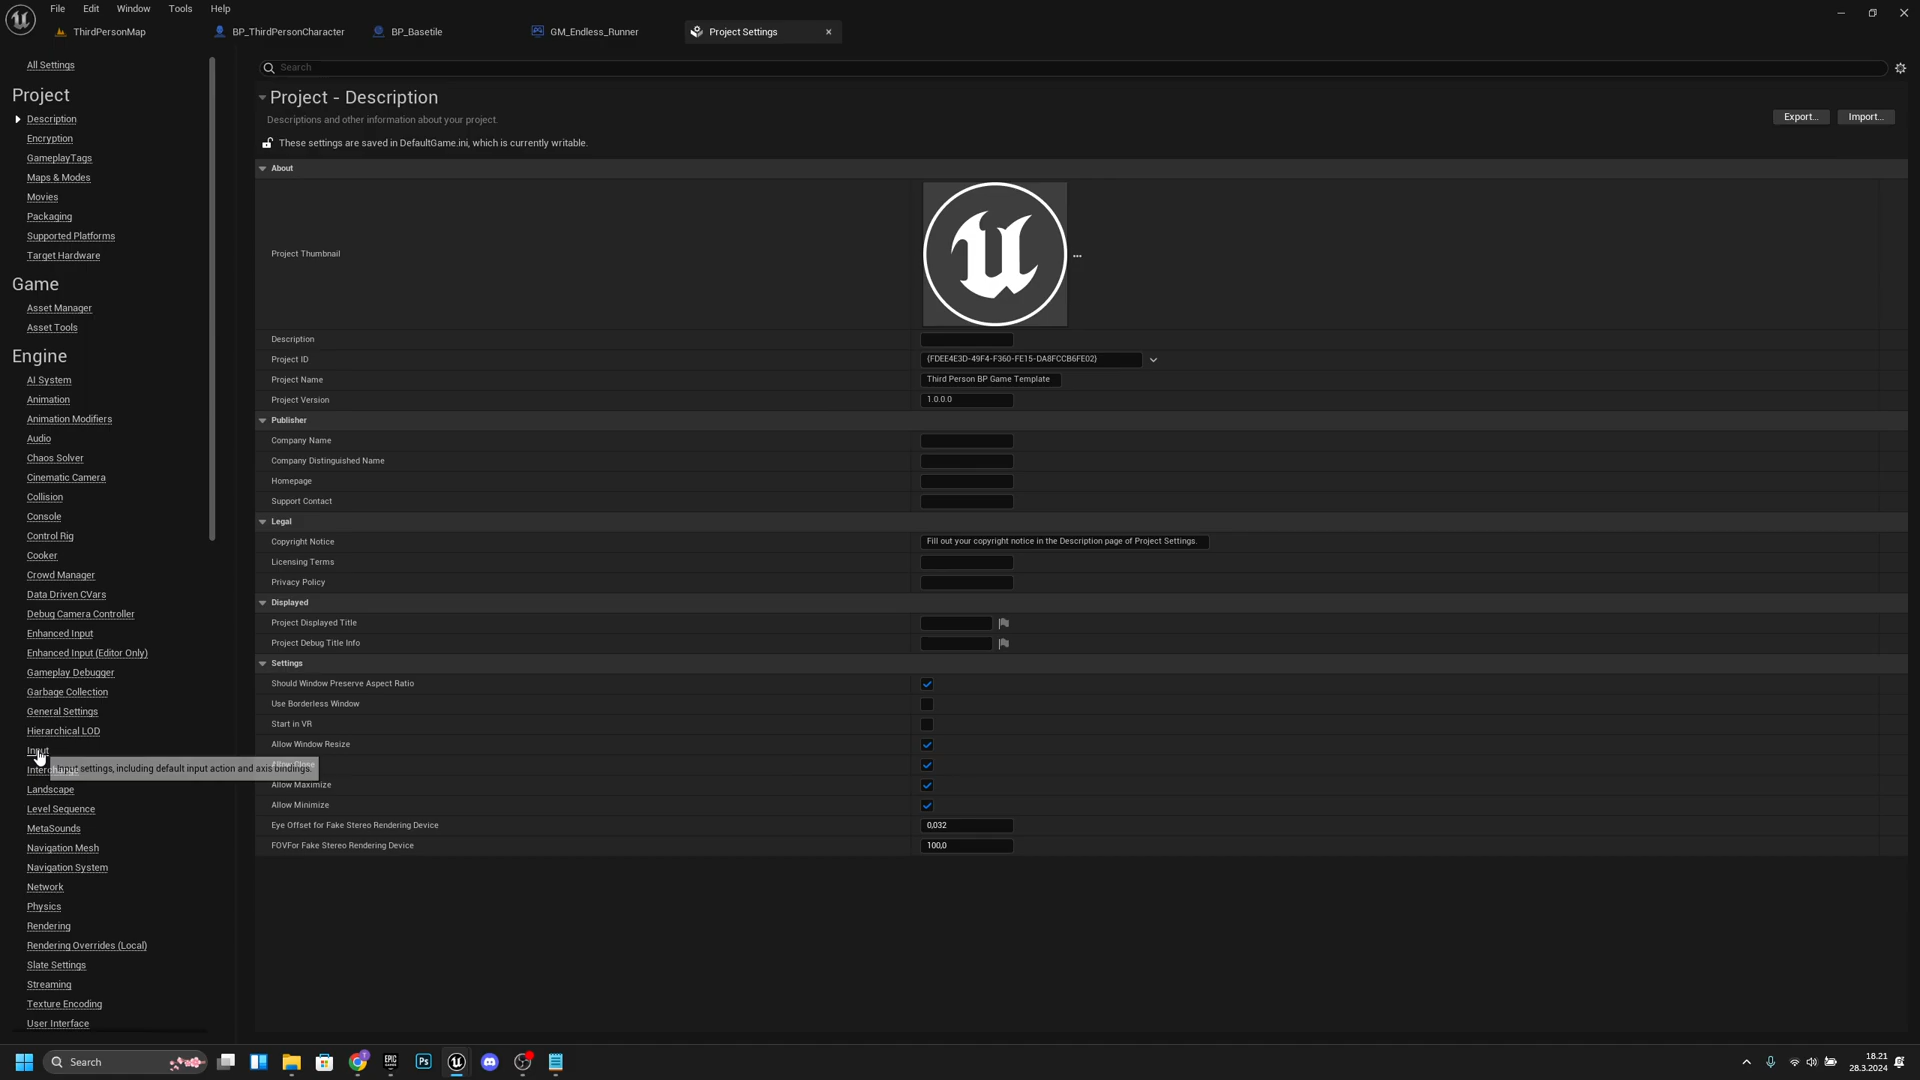 File Edit Window Tools Help
ThirdPersonMap BP_ThirdPersonCharacter BP_Basetile GM_Endless_Runner Project Settings
All Settings
Project
Description
Encryption
GameplayTags
Maps & Modes
Movies
Packaging
Supported Platforms
Target Hardware
Game
Asset Manager
Asset Tools
Engine
AI System
Animation
Animation Modifiers
Audio
Chaos Solver
Cinematic Camera
Collision
Console
Control Rig
Cooker
Crowd Manager
Data Driven CVars
Debug Camera Controller
Enhanced Input
Enhanced Input (Editor Only)
Gameplay Debugger
Garbage Collection
General Settings
Hierarchical LOD
Input
Input settings, including default input action and axis bindings.
Landscape
Level Sequence
MetaSounds
Navigation Mesh
Navigation System
Network
Physics
Rendering
Rendering Overrides (Local)
Slate Settings
Streaming
Texture Encoding
User Interface
Search
Project - Description
Descriptions and other information about your project.
Export... Import...
These settings are saved in DefaultGame.ini, which is currently writable.
About
Project Thumbnail
Description
Project ID {FDEE4E3D-49F4-F360-FE15-DA8FCCB6FE02}
Project Name Third Person BP Game Template
Project Version 1.0.0.0
Publisher
Company Name
Company Distinguished Name
Homepage
Support Contact
Legal
Copyright Notice Fill out your copyright notice in the Description page of Project Settings.
Licensing Terms
Privacy Policy
Displayed
Project Displayed Title
Project Debug Title Info
Settings
Should Window Preserve Aspect Ratio
Use Borderless Window
Start in VR
Allow Window Resize
Allow Close
Allow Maximize
Allow Minimize
Eye Offset for Fake Stereo Rendering Device 0,032
FOVFor Fake Stereo Rendering Device 100,0
Search
EPIC GAMES
Ps
18.21
28.3.2024